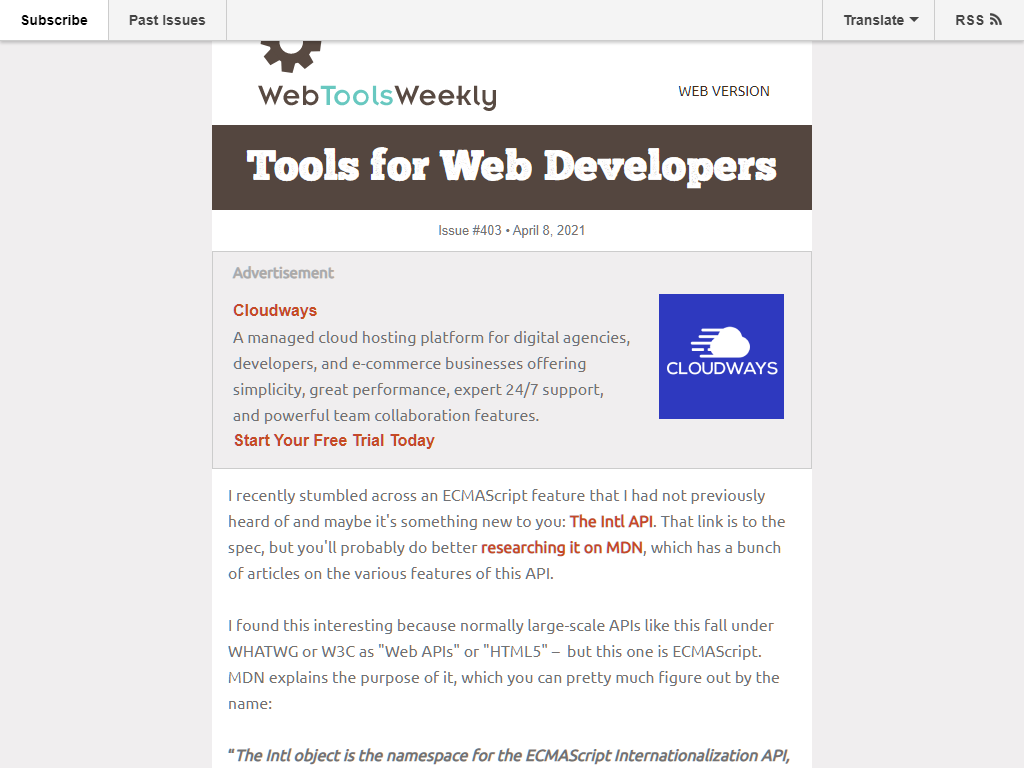 Subscribe
Past Issues
Translate
RSS
WebToolsWeekly
WEB VERSION
Tools for Web Developers
Issue #403 • April 8, 2021
Advertisement
Cloudways
A managed cloud hosting platform for digital agencies,
developers, and e-commerce businesses offering
simplicity, great performance, expert 24/7 support,
and powerful team collaboration features.
Start Your Free Trial Today
CLOUDWAYS
I recently stumbled across an ECMAScript feature that I had not previously
heard of and maybe it's something new to you: The Intl API. That link is to the
spec, but you'll probably do better researching it on MDN, which has a bunch
of articles on the various features of this API.
I found this interesting because normally large-scale APIs like this fall under
WHATWG or W3C as "Web APIs" or "HTML5" – but this one is ECMAScript.
MDN explains the purpose of it, which you can pretty much figure out by the
name:
“The Intl object is the namespace for the ECMAScript Internationalization API,